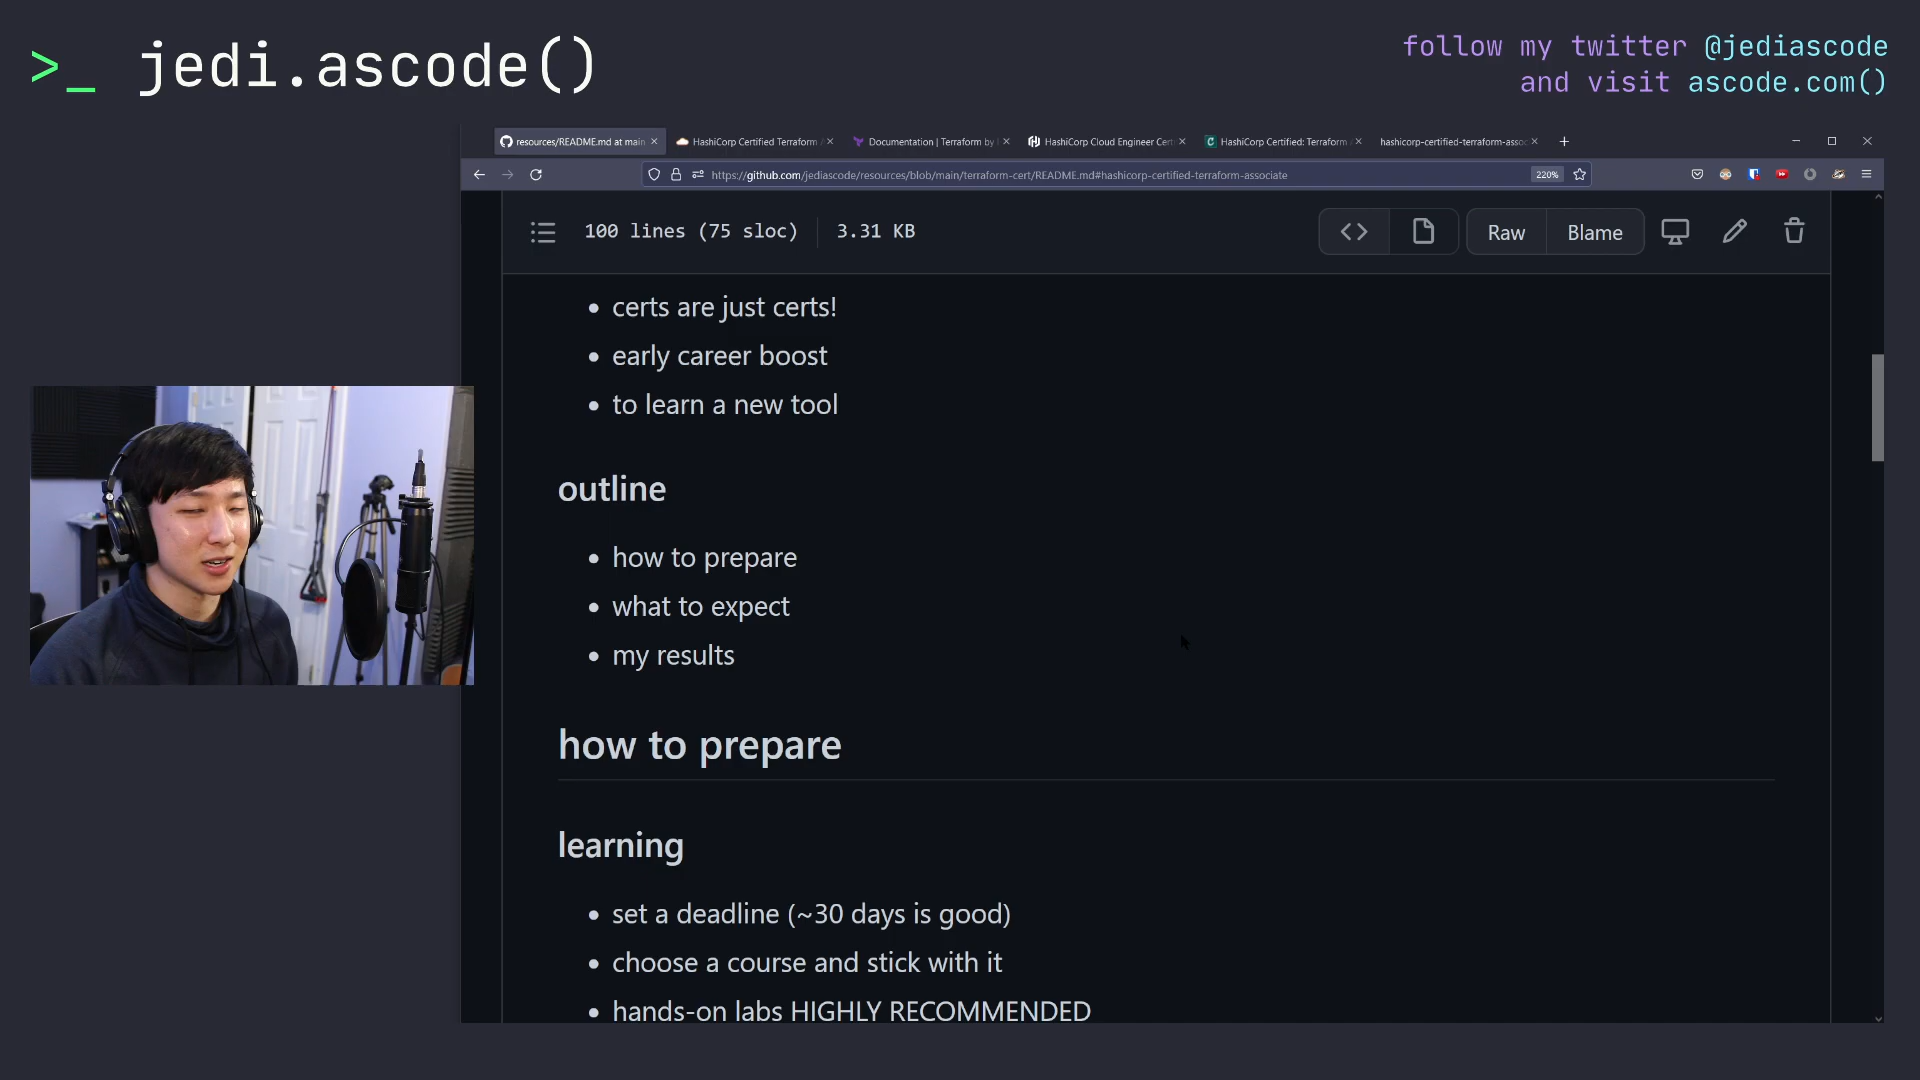 >_ jedi.ascode()
follow my twitter @jediascode
and visit ascode.com()
resources/README.md at main
HashiCorp Certified Terraform
Documentation | Terraform by
HashiCorp Cloud Engineer Cert
HashiCorp Certified: Terraform
hashicorp-certified-terraform-assoc
https://github.com/jediascode/resources/blob/main/terraform-cert/README.md#hashicorp-certified-terraform-associate
220%
100 lines (75 sloc) 3.31 KB
Raw Blame
• certs are just certs!
• early career boost
• to learn a new tool
outline
• how to prepare
• what to expect
• my results
how to prepare
learning
• set a deadline (~30 days is good)
• choose a course and stick with it
• hands-on labs HIGHLY RECOMMENDED